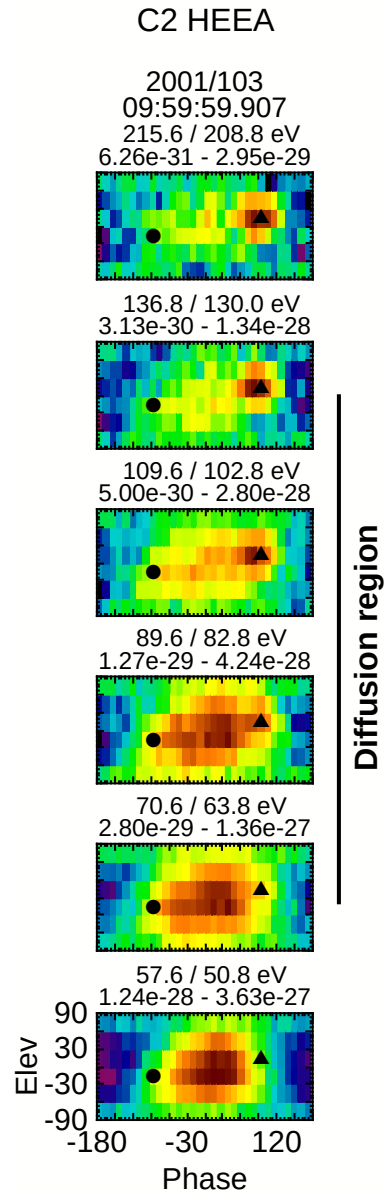 C2 HEEA
2001/103
09:59:59.907
215.6 / 208.8 eV
6.26e-31 - 2.95e-29
136.8 / 130.0 eV
3.13e-30 - 1.34e-28
109.6 / 102.8 eV
5.00e-30 - 2.80e-28
89.6 / 82.8 eV
1.27e-29 - 4.24e-28
70.6 / 63.8 eV
2.80e-29 - 1.36e-27
57.6 / 50.8 eV
1.24e-28 - 3.63e-27
Diffusion region
90
30
-30
-90
Elev
-180 -30 120
Phase